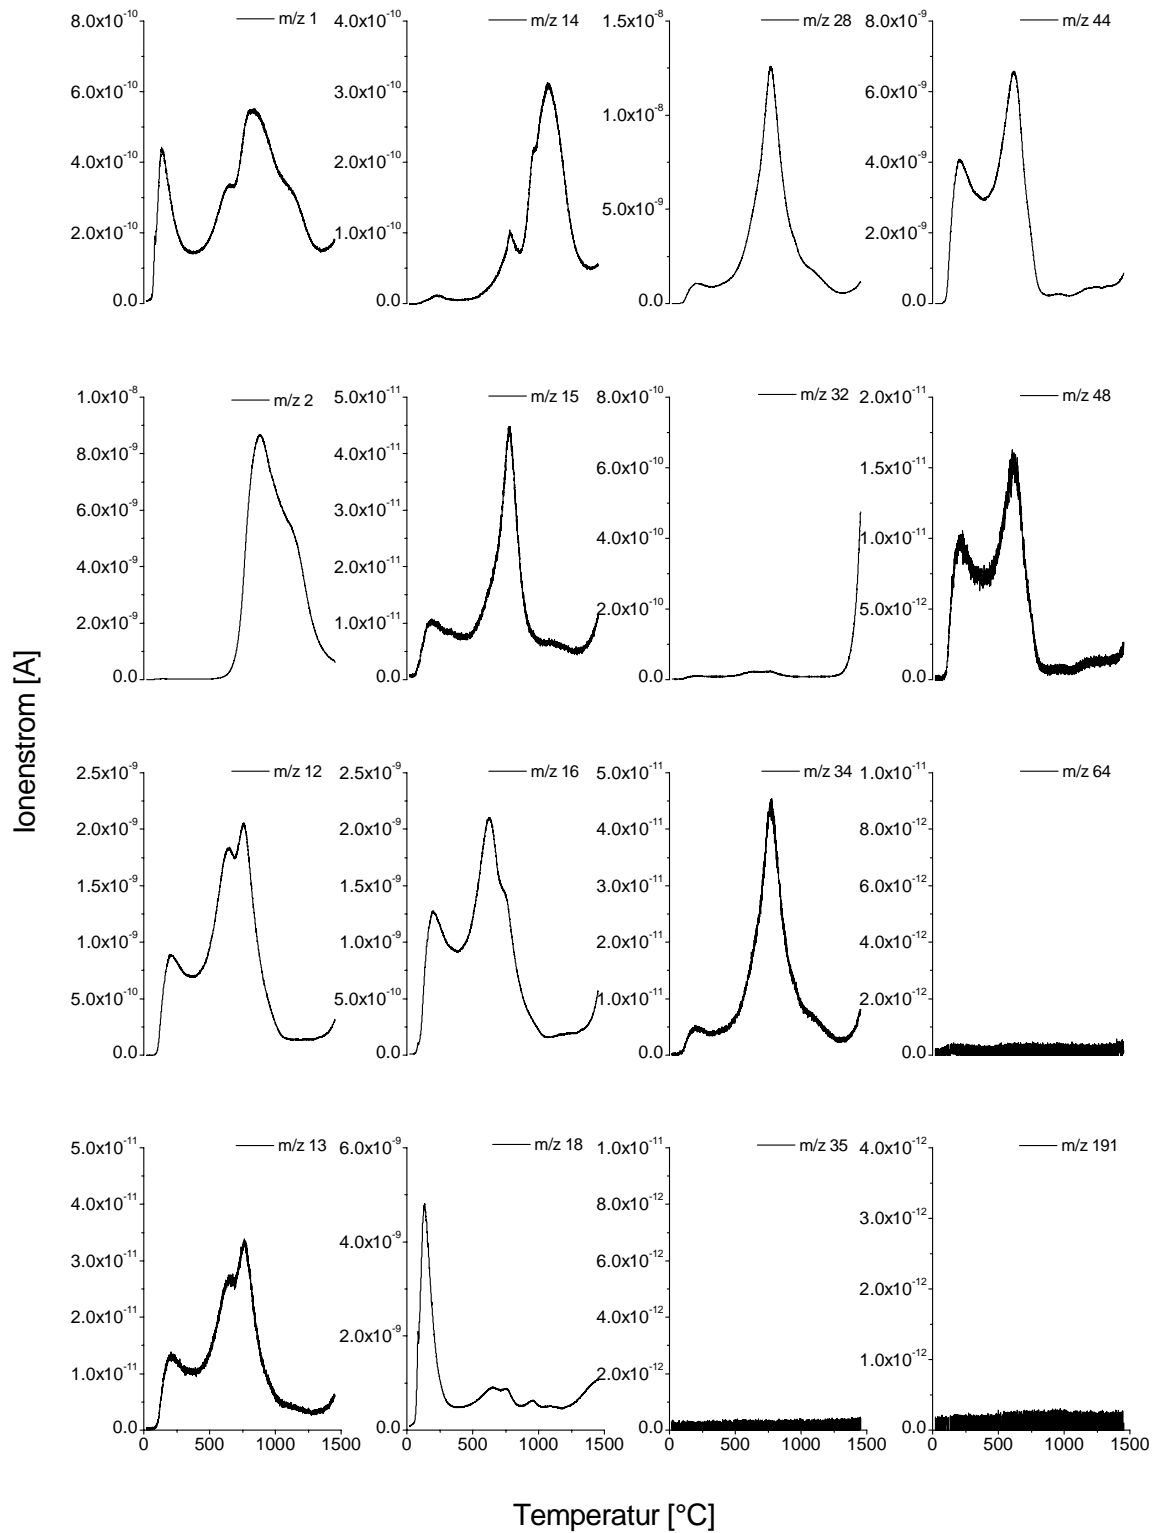 m/z 1
8.0x10⁻¹⁰
6.0x10⁻¹⁰
4.0x10⁻¹⁰
2.0x10⁻¹⁰
0.0
m/z 14
4.0x10⁻¹⁰
3.0x10⁻¹⁰
2.0x10⁻¹⁰
1.0x10⁻¹⁰
0.0
m/z 28
1.5x10⁻⁸
1.0x10⁻⁸
5.0x10⁻⁹
0.0
m/z 44
8.0x10⁻⁹
6.0x10⁻⁹
4.0x10⁻⁹
2.0x10⁻⁹
0.0
m/z 2
1.0x10⁻⁸
8.0x10⁻⁹
6.0x10⁻⁹
4.0x10⁻⁹
2.0x10⁻⁹
0.0
m/z 15
5.0x10⁻¹¹
4.0x10⁻¹¹
3.0x10⁻¹¹
2.0x10⁻¹¹
1.0x10⁻¹¹
0.0
m/z 32
8.0x10⁻¹⁰
6.0x10⁻¹⁰
4.0x10⁻¹⁰
2.0x10⁻¹⁰
0.0
m/z 48
2.0x10⁻¹¹
1.5x10⁻¹¹
1.0x10⁻¹¹
5.0x10⁻¹²
0.0
Ionenstrom [A]
m/z 12
2.5x10⁻⁹
2.0x10⁻⁹
1.5x10⁻⁹
1.0x10⁻⁹
5.0x10⁻¹⁰
0.0
m/z 16
2.5x10⁻⁹
2.0x10⁻⁹
1.5x10⁻⁹
1.0x10⁻⁹
5.0x10⁻¹⁰
0.0
m/z 34
5.0x10⁻¹¹
4.0x10⁻¹¹
3.0x10⁻¹¹
2.0x10⁻¹¹
1.0x10⁻¹¹
0.0
m/z 64
1.0x10⁻¹¹
8.0x10⁻¹²
6.0x10⁻¹²
4.0x10⁻¹²
2.0x10⁻¹²
0.0
m/z 13
5.0x10⁻¹¹
4.0x10⁻¹¹
3.0x10⁻¹¹
2.0x10⁻¹¹
1.0x10⁻¹¹
0.0
0 500 1000 1500
m/z 18
6.0x10⁻⁹
4.0x10⁻⁹
2.0x10⁻⁹
0.0
0 500 1000 1500
m/z 35
1.0x10⁻¹¹
8.0x10⁻¹²
6.0x10⁻¹²
4.0x10⁻¹²
2.0x10⁻¹²
0.0
0 500 1000 1500
m/z 191
4.0x10⁻¹²
3.0x10⁻¹²
2.0x10⁻¹²
1.0x10⁻¹²
0.0
0 500 1000 1500
Temperatur [°C]